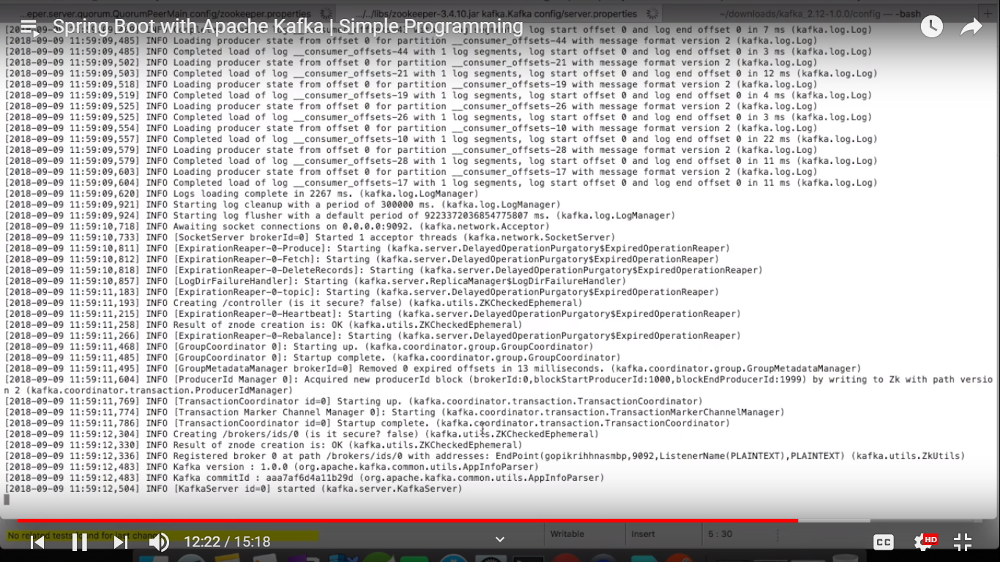 ...eper.server.quorum.QuorumPeerMain config/zookeeper.properties
.../../libs/zookeeper-3.4.10.jar kafka.Kafka config/server.properties
~/downloads/kafka_2.12-1.0.0/config — -bash
Spring Boot with Apache Kafka | Simple Programming
offset 0 and log end offset 0 in 7 ms (kafka.log.Log)
[2018-09-09 11:59:09,485] INFO Loading producer state from offset 0 for partition __consumer_offsets-44 with message format version 2 (kafka.log.Log)
[2018-09-09 11:59:09,485] INFO Completed load of log __consumer_offsets-44 with 1 log segments, log start offset 0 and log end offset 0 in 3 ms (kafka.log.Log)
[2018-09-09 11:59:09,502] INFO Loading producer state from offset 0 for partition __consumer_offsets-21 with message format version 2 (kafka.log.Log)
[2018-09-09 11:59:09,503] INFO Completed load of log __consumer_offsets-21 with 1 log segments, log start offset 0 and log end offset 0 in 12 ms (kafka.log.Log)
[2018-09-09 11:59:09,518] INFO Loading producer state from offset 0 for partition __consumer_offsets-19 with message format version 2 (kafka.log.Log)
[2018-09-09 11:59:09,519] INFO Completed load of log __consumer_offsets-19 with 1 log segments, log start offset 0 and log end offset 0 in 4 ms (kafka.log.Log)
[2018-09-09 11:59:09,525] INFO Loading producer state from offset 0 for partition __consumer_offsets-26 with message format version 2 (kafka.log.Log)
[2018-09-09 11:59:09,525] INFO Completed load of log __consumer_offsets-26 with 1 log segments, log start offset 0 and log end offset 0 in 3 ms (kafka.log.Log)
[2018-09-09 11:59:09,554] INFO Loading producer state from offset 0 for partition __consumer_offsets-10 with message format version 2 (kafka.log.Log)
[2018-09-09 11:59:09,557] INFO Completed load of log __consumer_offsets-10 with 1 log segments, log start offset 0 and log end offset 0 in 22 ms (kafka.log.Log)
[2018-09-09 11:59:09,579] INFO Loading producer state from offset 0 for partition __consumer_offsets-28 with message format version 2 (kafka.log.Log)
[2018-09-09 11:59:09,579] INFO Completed load of log __consumer_offsets-28 with 1 log segments, log start offset 0 and log end offset 0 in 11 ms (kafka.log.Log)
[2018-09-09 11:59:09,603] INFO Loading producer state from offset 0 for partition __consumer_offsets-17 with message format version 2 (kafka.log.Log)
[2018-09-09 11:59:09,604] INFO Completed load of log __consumer_offsets-17 with 1 log segments, log start offset 0 and log end offset 0 in 11 ms (kafka.log.Log)
[2018-09-09 11:59:09,620] INFO Logs loading complete in 2267 ms. (kafka.log.LogManager)
[2018-09-09 11:59:09,921] INFO Starting log cleanup with a period of 300000 ms. (kafka.log.LogManager)
[2018-09-09 11:59:09,924] INFO Starting log flusher with a default period of 9223372036854775807 ms. (kafka.log.LogManager)
[2018-09-09 11:59:10,718] INFO Awaiting socket connections on 0.0.0.0:9092. (kafka.network.Acceptor)
[2018-09-09 11:59:10,733] INFO [SocketServer brokerId=0] Started 1 acceptor threads (kafka.network.SocketServer)
[2018-09-09 11:59:10,811] INFO [ExpirationReaper-0-Produce]: Starting (kafka.server.DelayedOperationPurgatory$ExpiredOperationReaper)
[2018-09-09 11:59:10,812] INFO [ExpirationReaper-0-Fetch]: Starting (kafka.server.DelayedOperationPurgatory$ExpiredOperationReaper)
[2018-09-09 11:59:10,818] INFO [ExpirationReaper-0-DeleteRecords]: Starting (kafka.server.DelayedOperationPurgatory$ExpiredOperationReaper)
[2018-09-09 11:59:10,857] INFO [LogDirFailureHandler]: Starting (kafka.server.ReplicaManager$LogDirFailureHandler)
[2018-09-09 11:59:11,183] INFO [ExpirationReaper-0-topic]: Starting (kafka.server.DelayedOperationPurgatory$ExpiredOperationReaper)
[2018-09-09 11:59:11,193] INFO Creating /controller (is it secure? false) (kafka.utils.ZKCheckedEphemeral)
[2018-09-09 11:59:11,215] INFO [ExpirationReaper-0-Heartbeat]: Starting (kafka.server.DelayedOperationPurgatory$ExpiredOperationReaper)
[2018-09-09 11:59:11,258] INFO Result of znode creation is: OK (kafka.utils.ZKCheckedEphemeral)
[2018-09-09 11:59:11,266] INFO [ExpirationReaper-0-Rebalance]: Starting (kafka.server.DelayedOperationPurgatory$ExpiredOperationReaper)
[2018-09-09 11:59:11,468] INFO [GroupCoordinator 0]: Starting up. (kafka.coordinator.group.GroupCoordinator)
[2018-09-09 11:59:11,485] INFO [GroupCoordinator 0]: Startup complete. (kafka.coordinator.group.GroupCoordinator)
[2018-09-09 11:59:11,495] INFO [GroupMetadataManager brokerId=0] Removed 0 expired offsets in 13 milliseconds. (kafka.coordinator.group.GroupMetadataManager)
[2018-09-09 11:59:11,604] INFO [ProducerId Manager 0]: Acquired new producerId block (brokerId:0,blockStartProducerId:1000,blockEndProducerId:1999) by writing to Zk with path versio
n 2 (kafka.coordinator.transaction.ProducerIdManager)
[2018-09-09 11:59:11,769] INFO [TransactionCoordinator id=0] Starting up. (kafka.coordinator.transaction.TransactionCoordinator)
[2018-09-09 11:59:11,774] INFO [Transaction Marker Channel Manager 0]: Starting (kafka.coordinator.transaction.TransactionMarkerChannelManager)
[2018-09-09 11:59:11,786] INFO [TransactionCoordinator id=0] Startup complete. (kafka.coordinator.transaction.TransactionCoordinator)
[2018-09-09 11:59:12,304] INFO Creating /brokers/ids/0 (is it secure? false) (kafka.utils.ZKCheckedEphemeral)
[2018-09-09 11:59:12,330] INFO Result of znode creation is: OK (kafka.utils.ZKCheckedEphemeral)
[2018-09-09 11:59:12,336] INFO Registered broker 0 at path /brokers/ids/0 with addresses: EndPoint(gopikrihhnasmbp,9092,ListenerName(PLAINTEXT),PLAINTEXT) (kafka.utils.ZkUtils)
[2018-09-09 11:59:12,483] INFO Kafka version : 1.0.0 (org.apache.kafka.common.utils.AppInfoParser)
[2018-09-09 11:59:12,483] INFO Kafka commitId : aaa7af6d4a11b29d (org.apache.kafka.common.utils.AppInfoParser)
[2018-09-09 11:59:12,504] INFO [KafkaServer id=0] started (kafka.server.KafkaServer)
No related tests found for last change
Writable
Insert
5 : 30
12:22 / 15:18
CC
HD